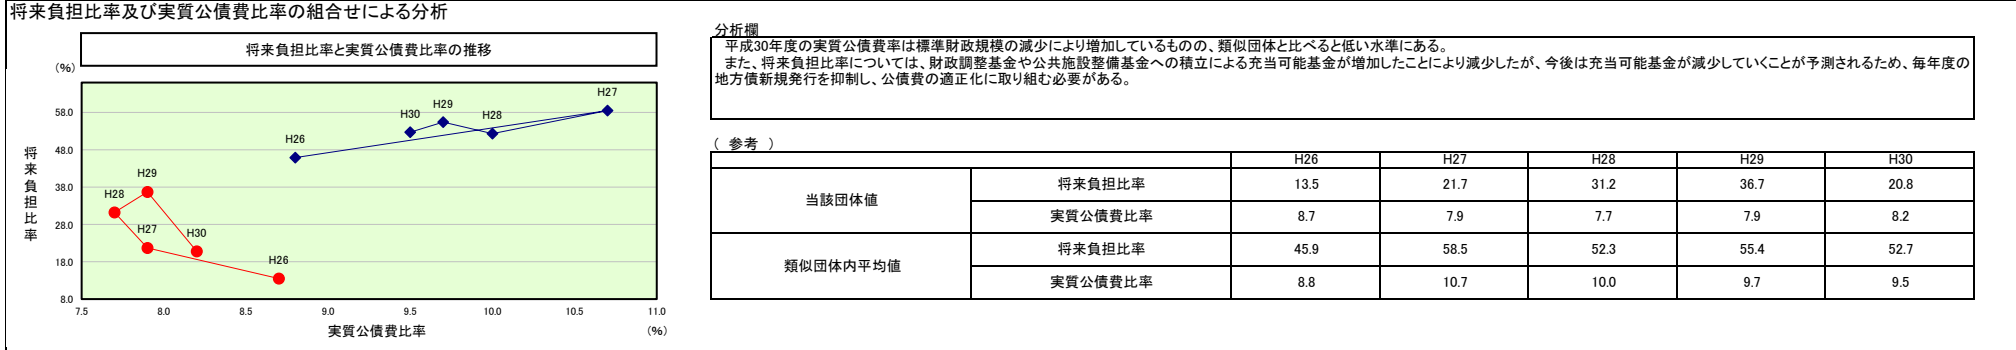 将来負担比率及び実質公債費比率の組合せによる分析
将来負担比率と実質公債費比率の推移
(%)
58.0
48.0
38.0
28.0
18.0
8.0
将来負担比率
H26
H27
H28
H29
H30
H29
H28
H27
H30
H26
7.5 8.0 8.5 9.0 9.5 10.0 10.5 11.0
実質公債費比率
(%)
分析欄
平成30年度の実質公債費率は標準財政規模の減少により増加しているものの、類似団体と比べると低い水準にある。
また、将来負担比率については、財政調整基金や公共施設整備基金への積立による充当可能基金が増加したことにより減少したが、今後は充当可能基金が減少していくことが予測されるため、毎年度の
地方債新規発行を抑制し、公債費の適正化に取り組む必要がある。
( 参考 )
H26 H27 H28 H29 H30
当該団体値
将来負担比率 13.5 21.7 31.2 36.7 20.8
実質公債費比率 8.7 7.9 7.7 7.9 8.2
類似団体内平均値
将来負担比率 45.9 58.5 52.3 55.4 52.7
実質公債費比率 8.8 10.7 10.0 9.7 9.5